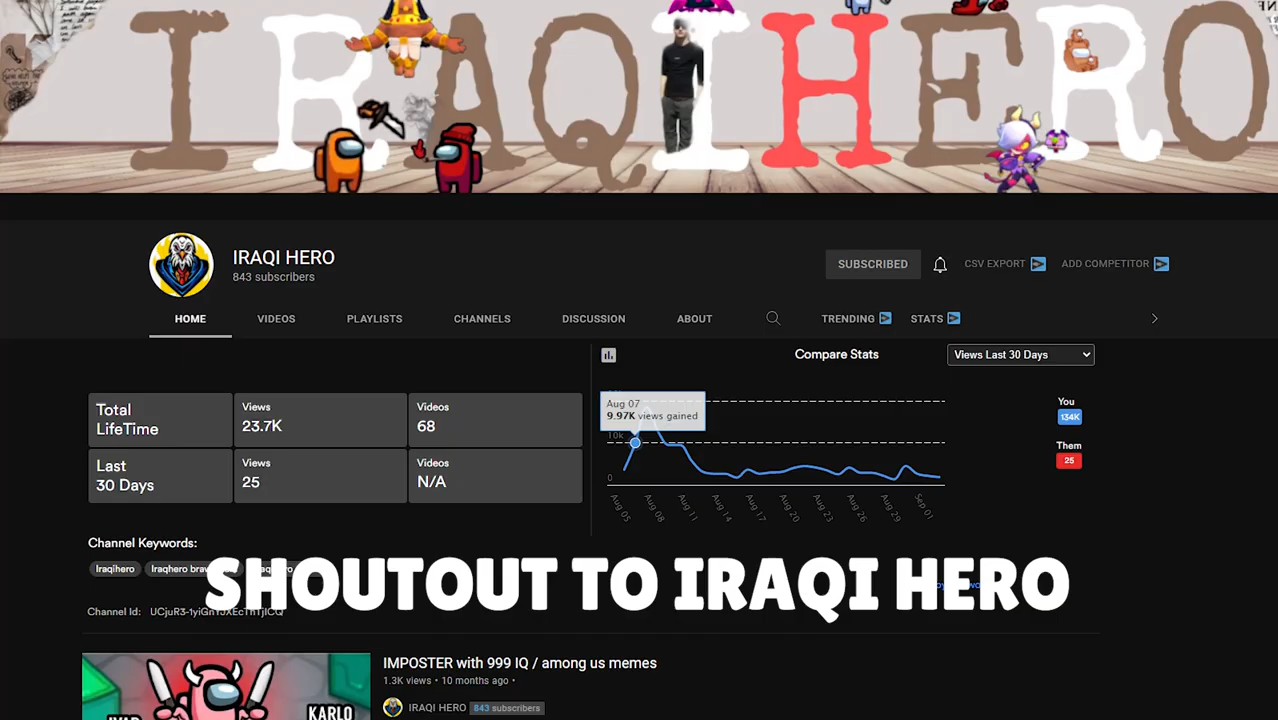 IRAQI HERO
IRAQI HERO
843 subscribers
SUBSCRIBED
CSV EXPORT
ADD COMPETITOR
HOME
VIDEOS
PLAYLISTS
CHANNELS
DISCUSSION
ABOUT
TRENDING
STATS
Compare Stats
Views Last 30 Days
Total
LifeTime
Views
23.7K
Videos
68
Last
30 Days
Views
25
Videos
N/A
Aug 07
9.97K views gained
10k
0
Aug 05
Aug 08
Aug 11
Aug 14
Aug 17
Aug 20
Aug 23
Aug 26
Aug 29
Sep 01
You
134K
Them
25
Channel Keywords:
Iraqihero
Iraqhero
SHOUTOUT TO IRAQI HERO
Channel Id:
IMPOSTER with 999 IQ / among us memes
1.3K views • 10 months ago •
IRAQI HERO 843 subscribers
KARLO